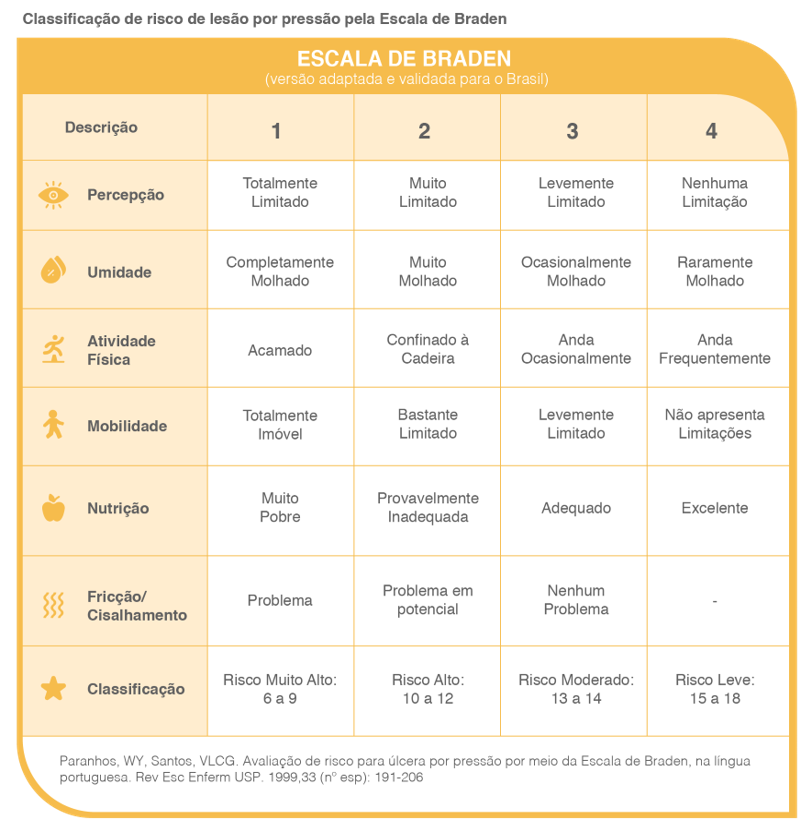 Classificação de risco de lesão por pressão pela Escala de Braden
ESCALA DE BRADEN
(versão adaptada e validada para o Brasil)
Descrição
1
2
3
4
Percepção
Totalmente
Limitado
Muito
Limitado
Levemente
Limitado
Nenhuma
Limitação
Umidade
Completamente
Molhado
Muito
Molhado
Ocasionalmente
Molhado
Raramente
Molhado
Atividade
Física
Acamado
Confinado à
Cadeira
Anda
Ocasionalmente
Anda
Frequentemente
Mobilidade
Totalmente
Imóvel
Bastante
Limitado
Levemente
Limitado
Não apresenta
Limitações
Nutrição
Muito
Pobre
Provavelmente
Inadequada
Adequado
Excelente
Fricção/
Cisalhamento
Problema
Problema em
potencial
Nenhum
Problema
-
Classificação
Risco Muito Alto:
6 a 9
Risco Alto:
10 a 12
Risco Moderado:
13 a 14
Risco Leve:
15 a 18
Paranhos, WY, Santos, VLCG. Avaliação de risco para úlcera por pressão por meio da Escala de Braden, na língua
portuguesa. Rev Esc Enferm USP. 1999,33 (nº esp): 191-206